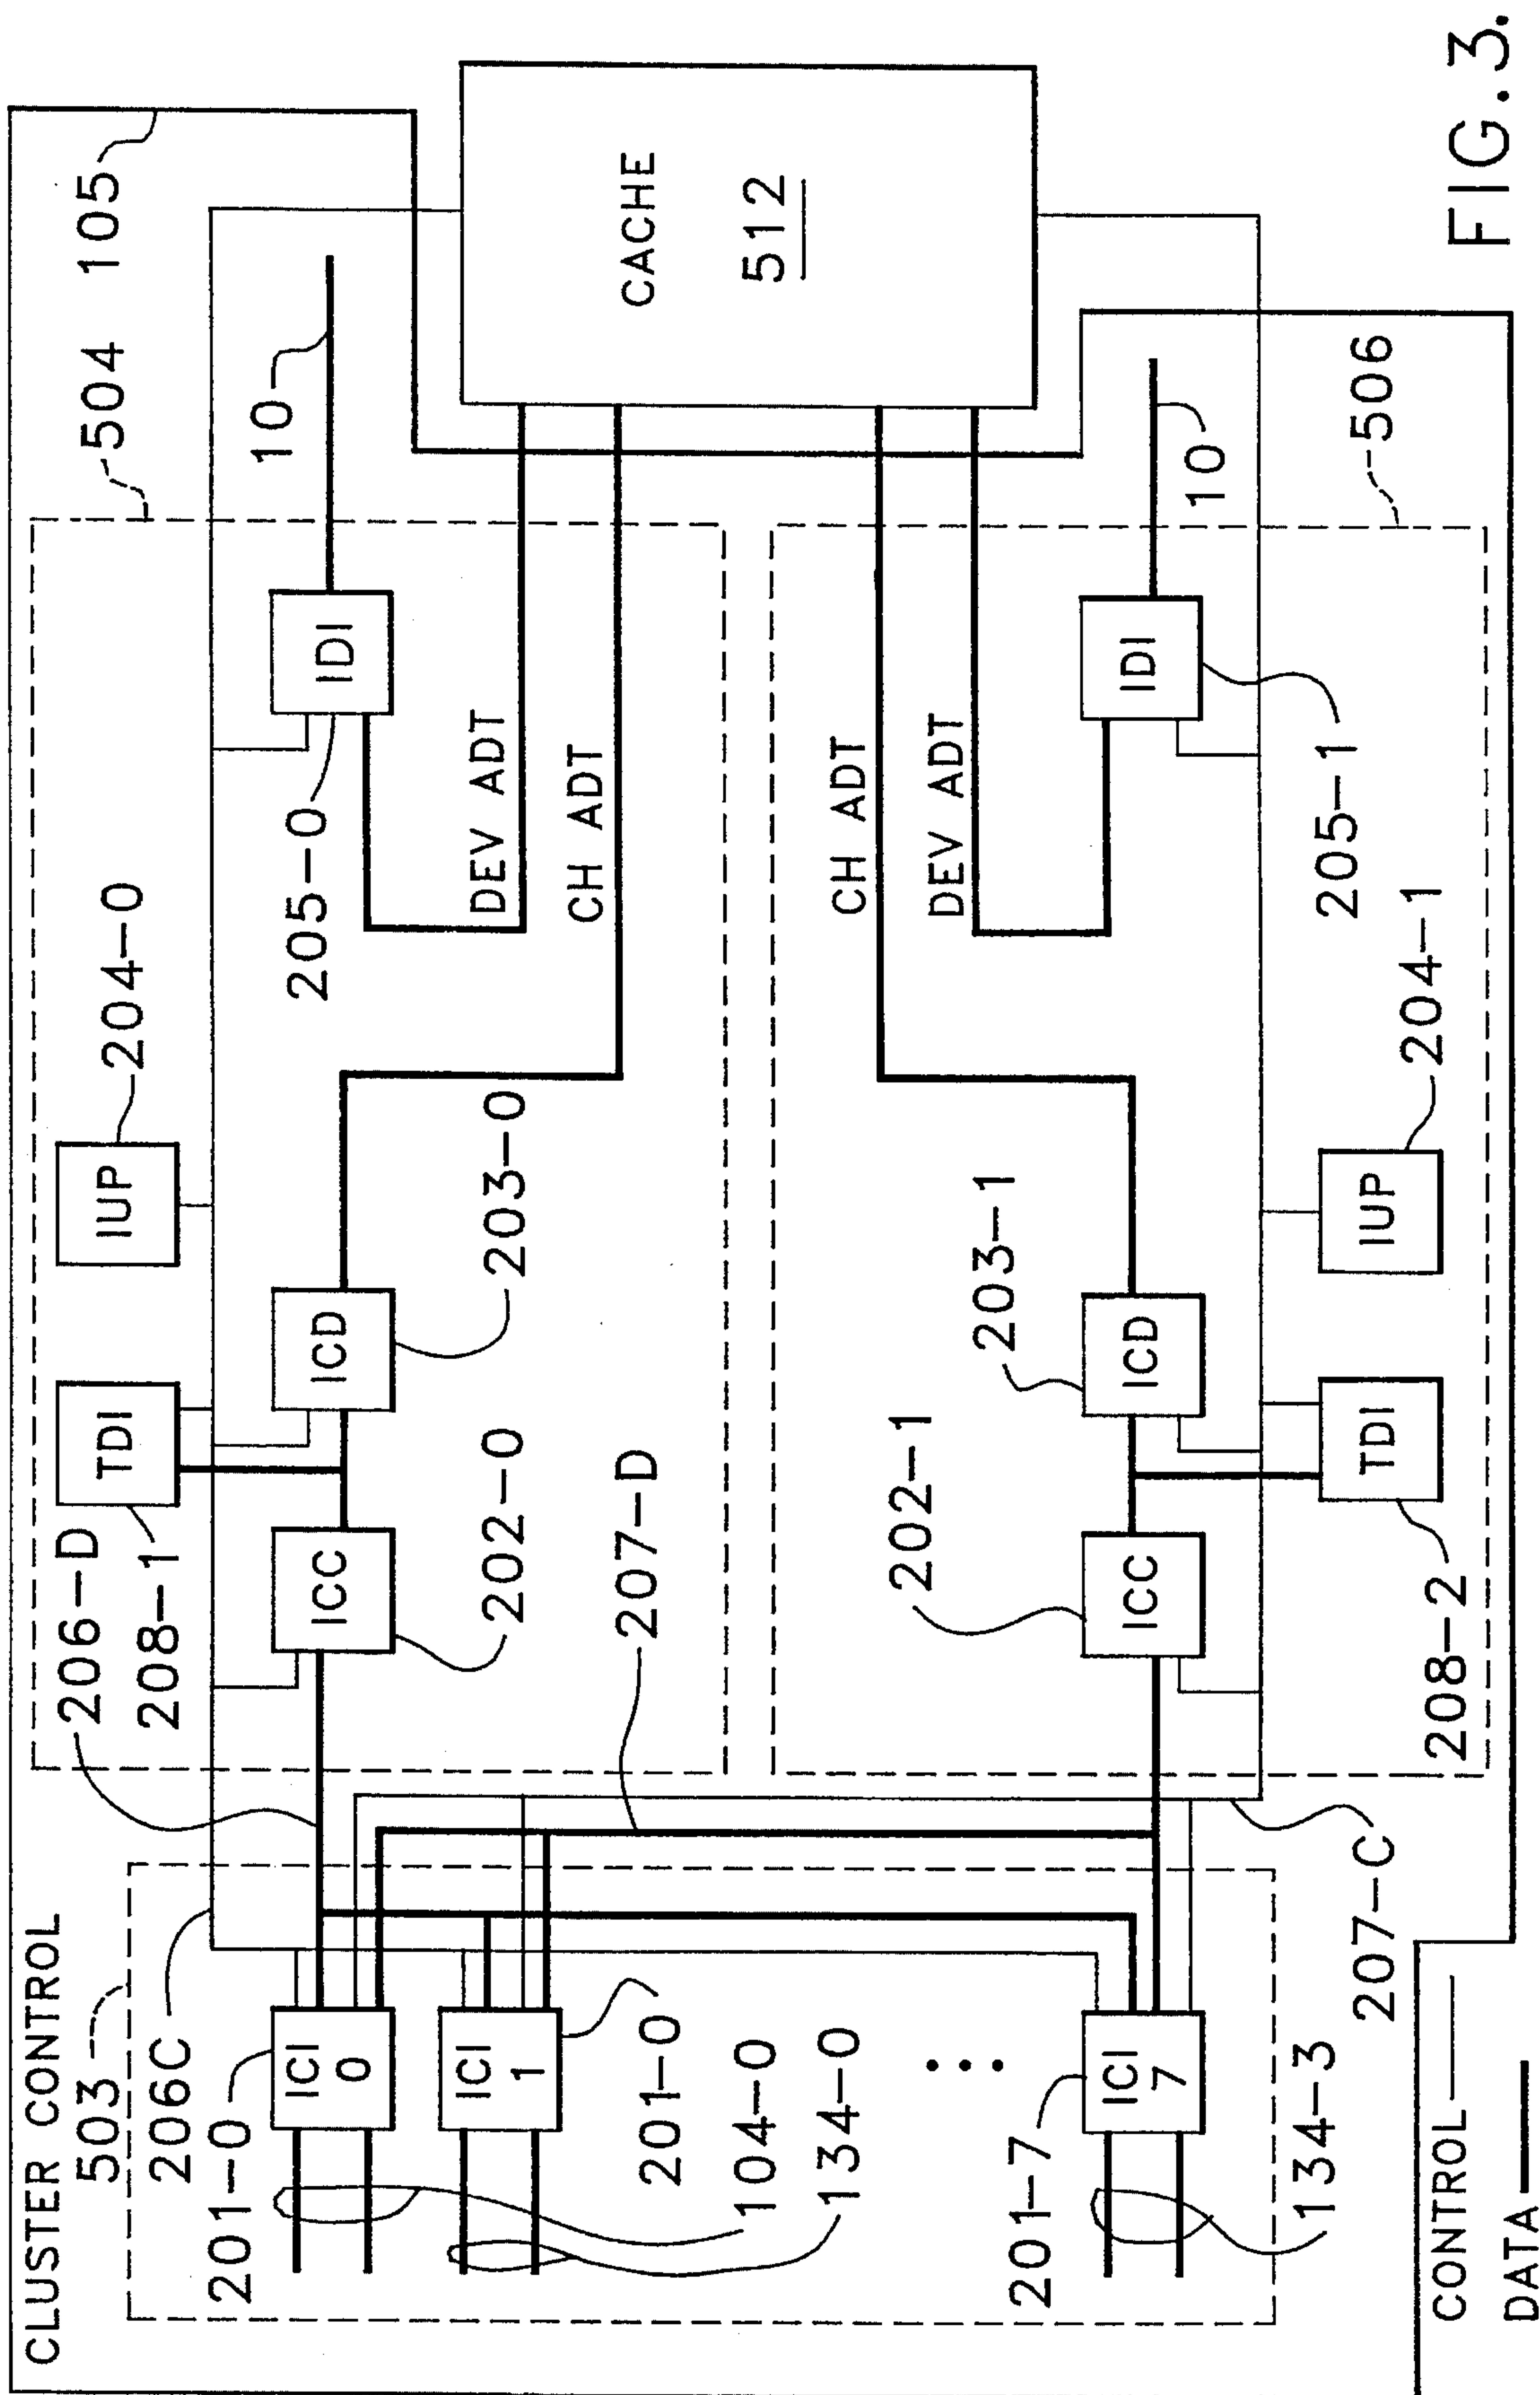 CLUSTER CONTROL
503
206C
201-0
ICI
0
ICI
1
201-0
104-0
134-0
201-7
ICI
7
134-3
207-C
206-D
208-1
TDI
ICC
202-0
207-D
ICD
203-0
IUP
204-0
205-0
IDI
10
504
105
DEV ADT
CH ADT
CACHE
512
CH ADT
DEV ADT
202-1
ICC
203-1
ICD
TDI
208-2
IUP
204-1
205-1
IDI
10
506
CONTROL
DATA
FIG.3.